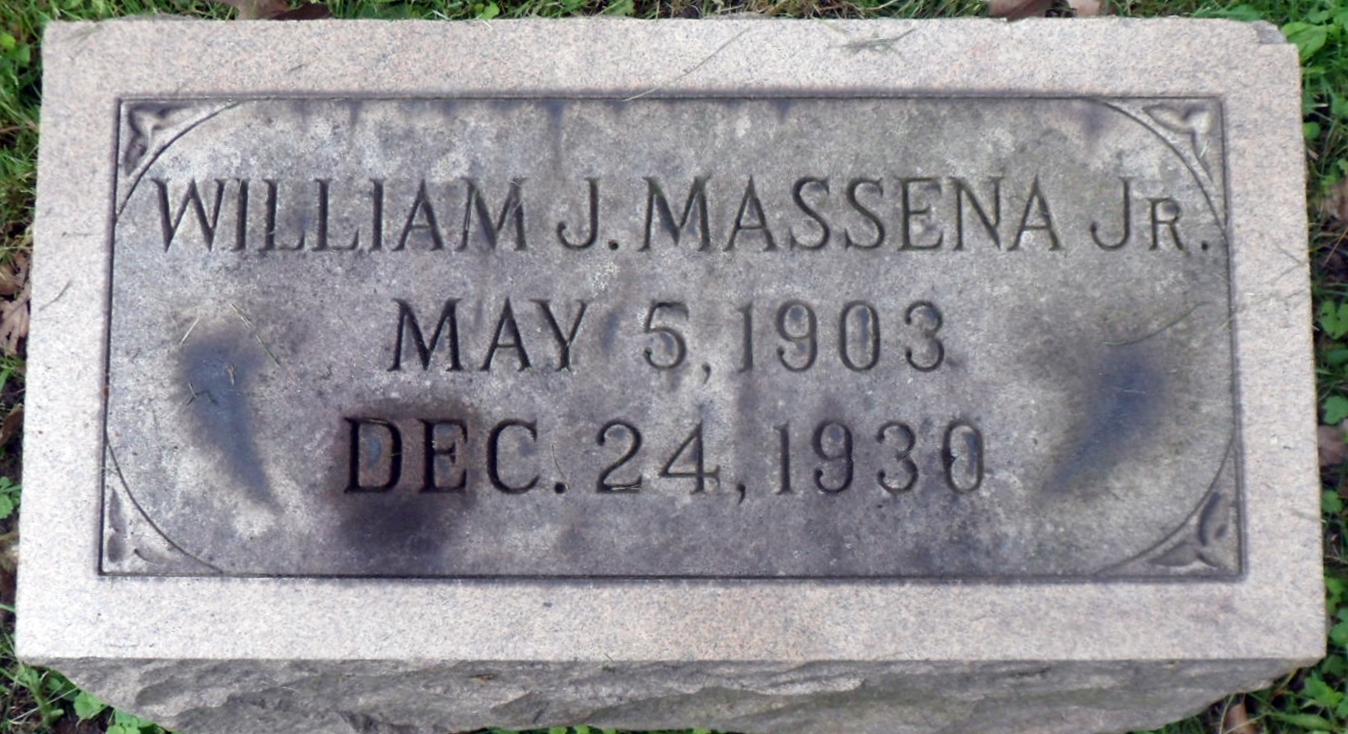 WILLIAM J. MASSENA JR.
MAY 5, 1903
DEC. 24, 1930